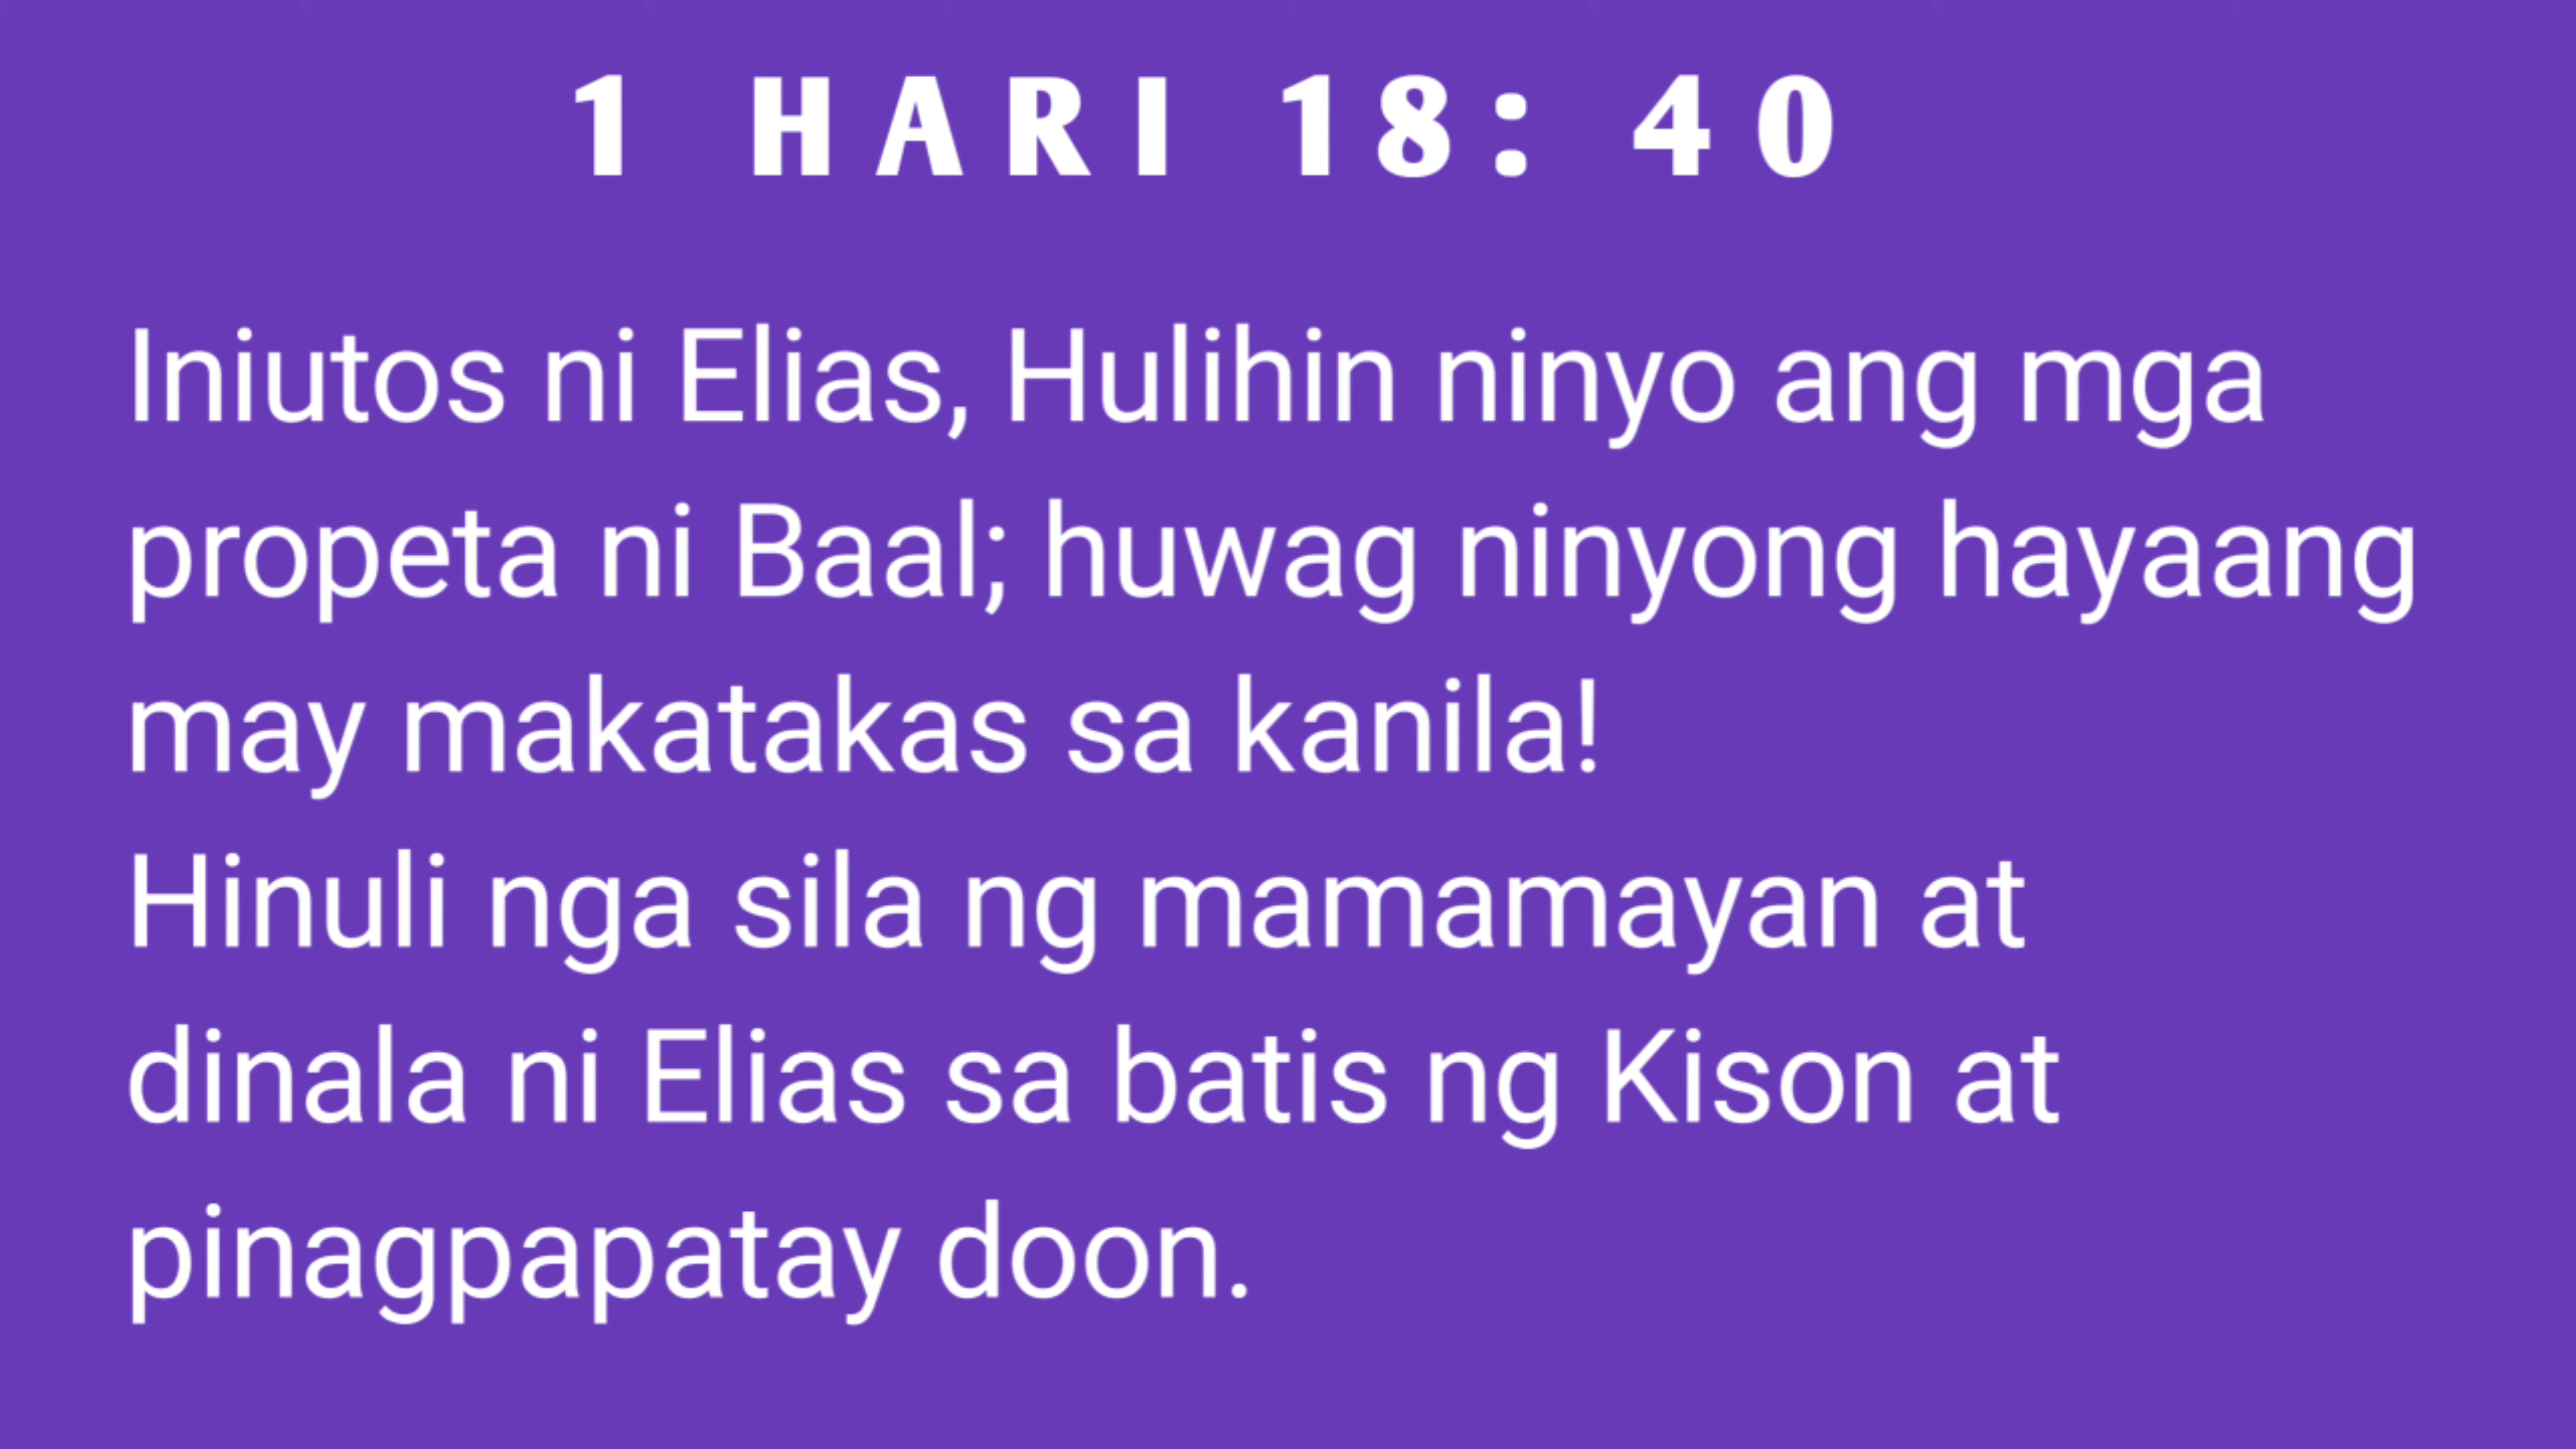 1 HARI 18: 40
Iniutos ni Elias, Hulihin ninyo ang mga
propeta ni Baal; huwag ninyong hayaang
may makatakas sa kanila!
Hinuli nga sila ng mamamayan at
dinala ni Elias sa batis ng Kison at
pinagpapatay doon.